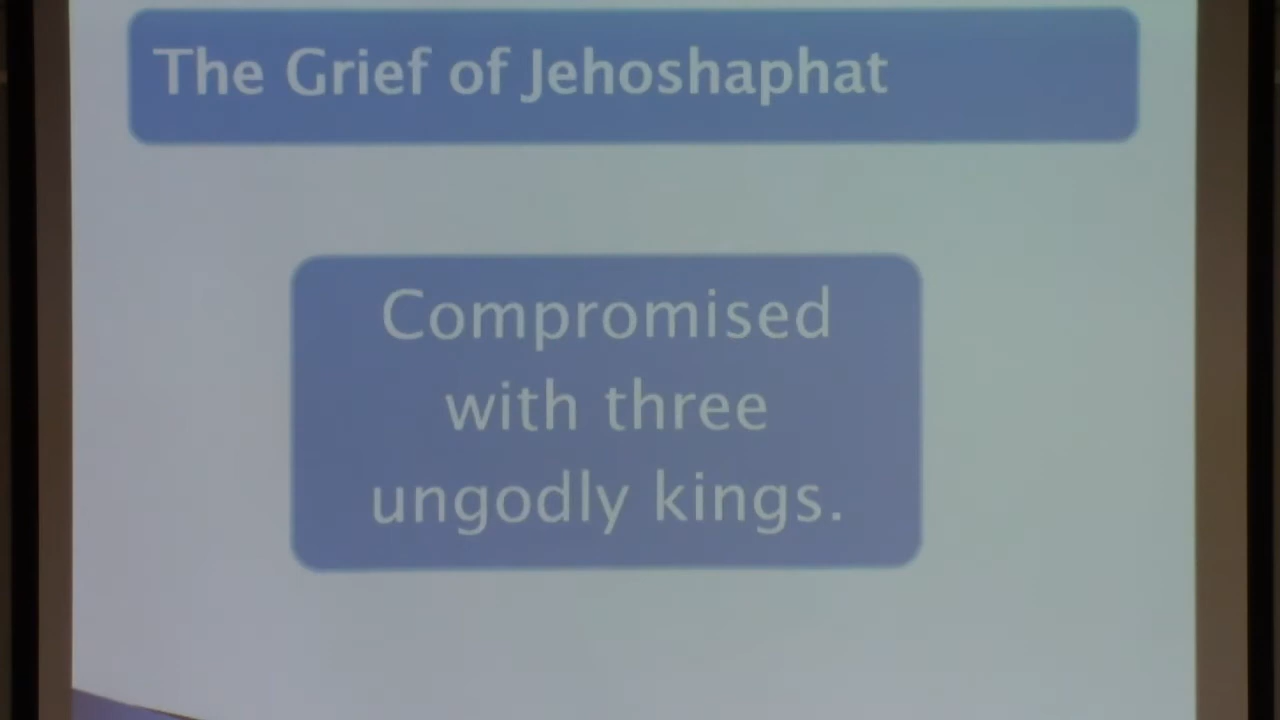 The Grief of Jehoshaphat
Compromised
with three
ungodly kings.